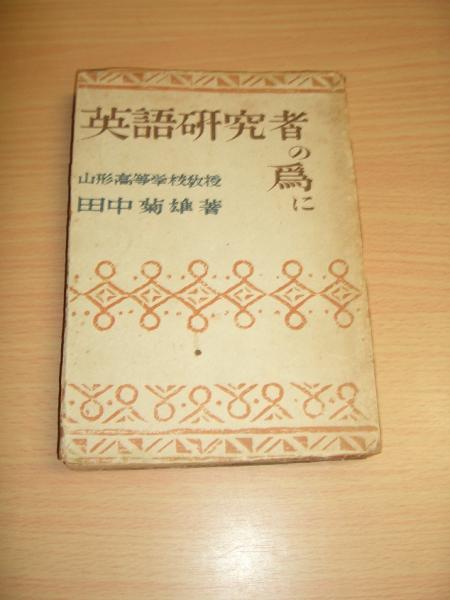 英語研究者
の爲に
山形高等学校教授
田中菊雄著